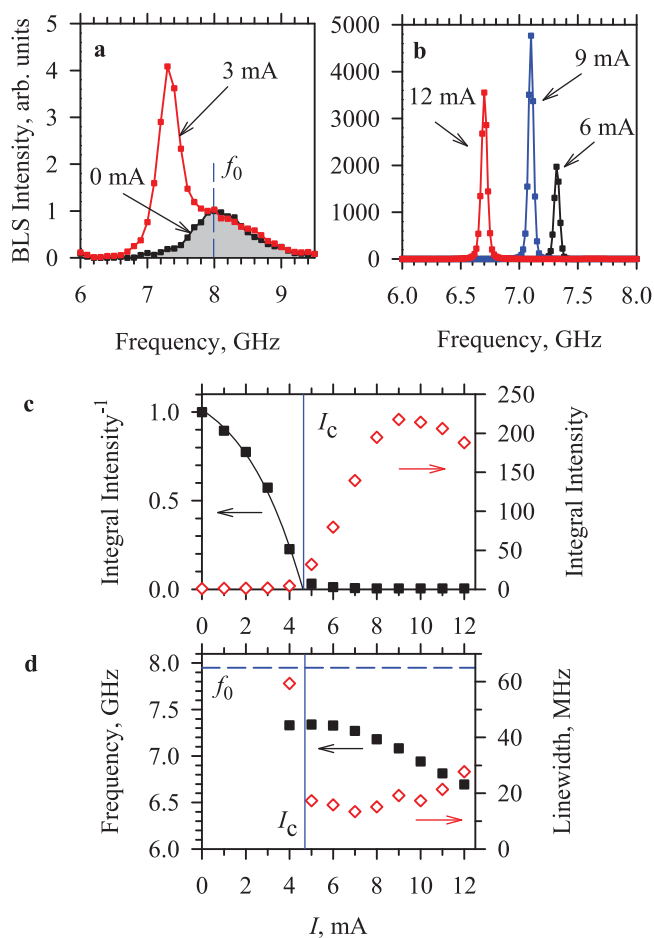 a
BLS Intensity, arb. units
5
4
3
2
1
0
3 mA
0 mA
f₀
6 7 8 9
Frequency, GHz
b
5000
4000
3000
2000
1000
0
9 mA
12 mA
6 mA
6.0 6.5 7.0 7.5 8.0
Frequency, GHz
c
Integral Intensity⁻¹
1.0
0.5
0.0
I_c
250
200
150
100
50
0
Integral Intensity
0 2 4 6 8 10 12
d
Frequency, GHz
8.0
7.5
7.0
6.5
6.0
f₀
I_c
60
40
20
0
Linewidth, MHz
0 2 4 6 8 10 12
I, mA